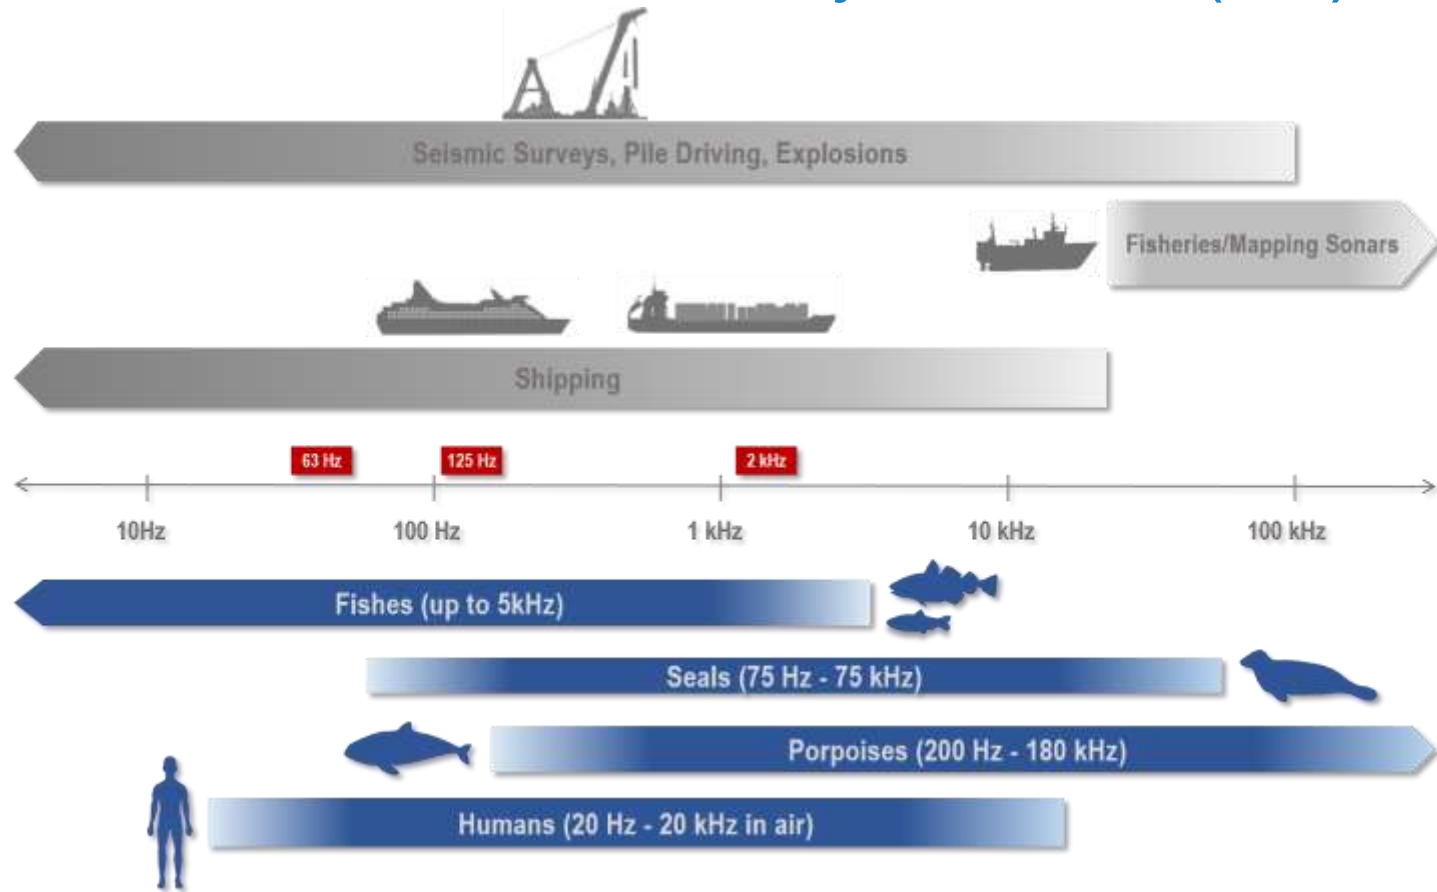 Seismic Surveys, Pile Driving, Explosions
Fisheries/Mapping Sonars
Shipping
63 Hz 125 Hz 2 kHz
10Hz 100 Hz 1 kHz 10 kHz 100 kHz
Fishes (up to 5kHz)
Seals (75 Hz - 75 kHz)
Porpoises (200 Hz - 180 kHz)
Humans (20 Hz - 20 kHz in air)